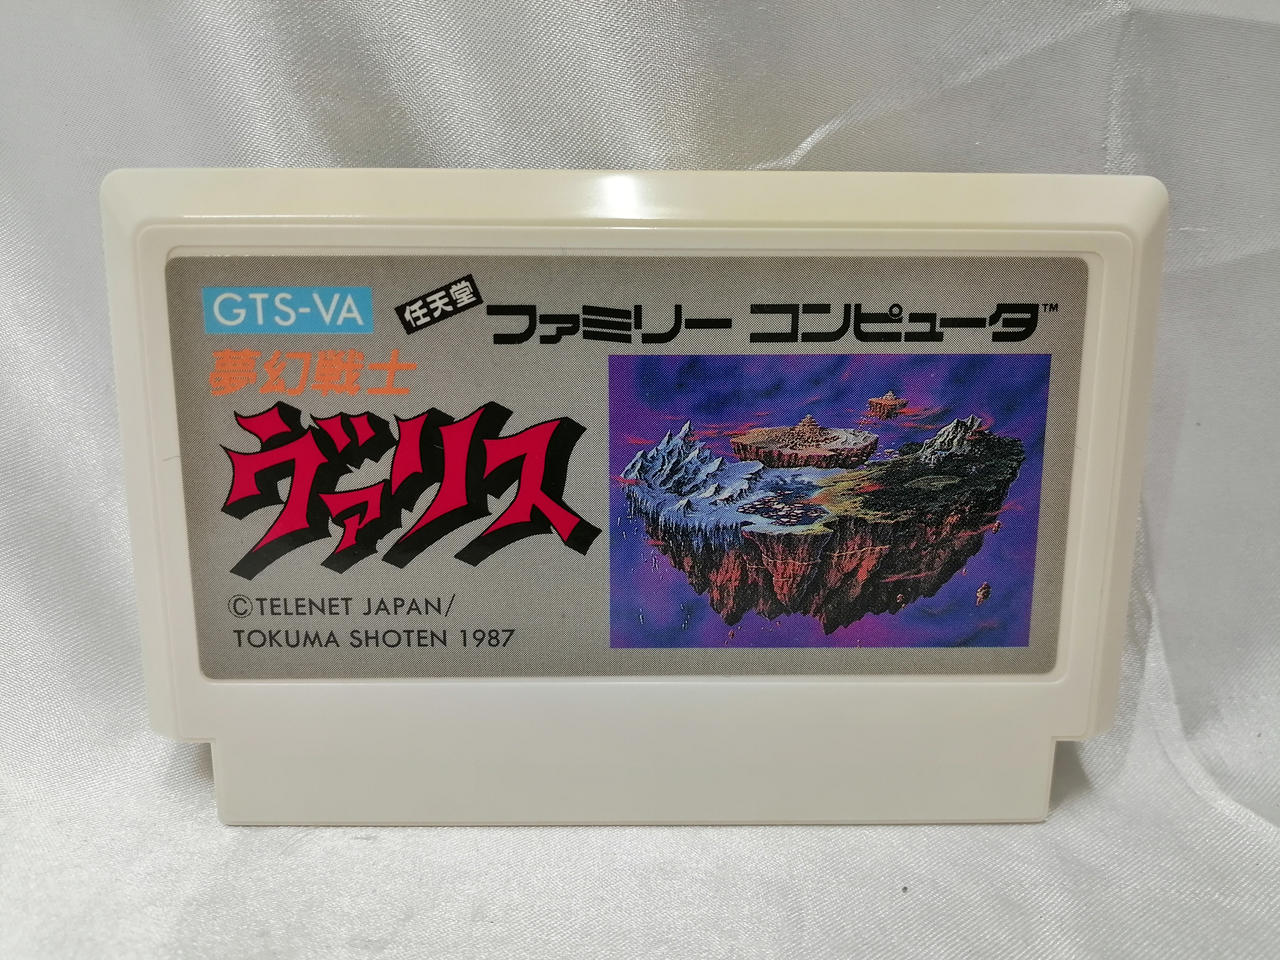 GTS-VA
任天堂 ファミリー コンピュータ™
夢幻戦士
ヴァリス
©TELENET JAPAN/
TOKUMA SHOTEN 1987